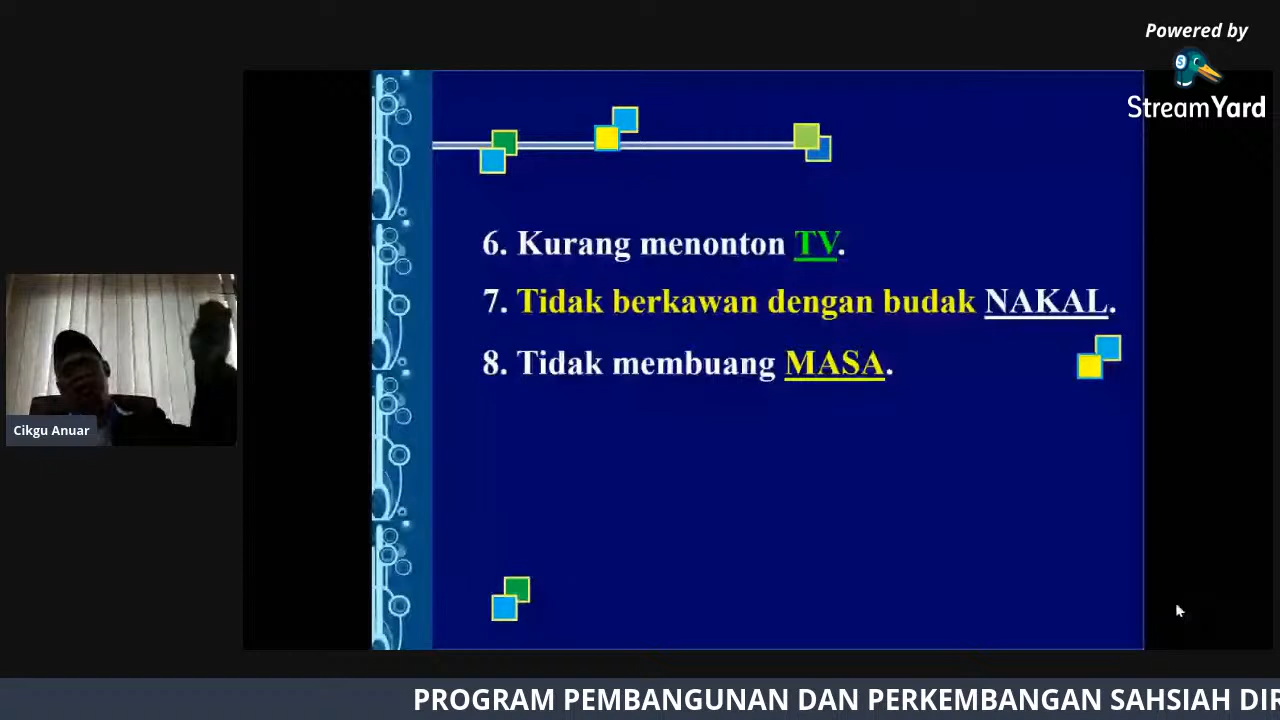 Powered by
StreamYard
6. Kurang menonton TV.
7. Tidak berkawan dengan budak NAKAL.
8. Tidak membuang MASA.
Cikgu Anuar
PROGRAM PEMBANGUNAN DAN PERKEMBANGAN SAHSIAH